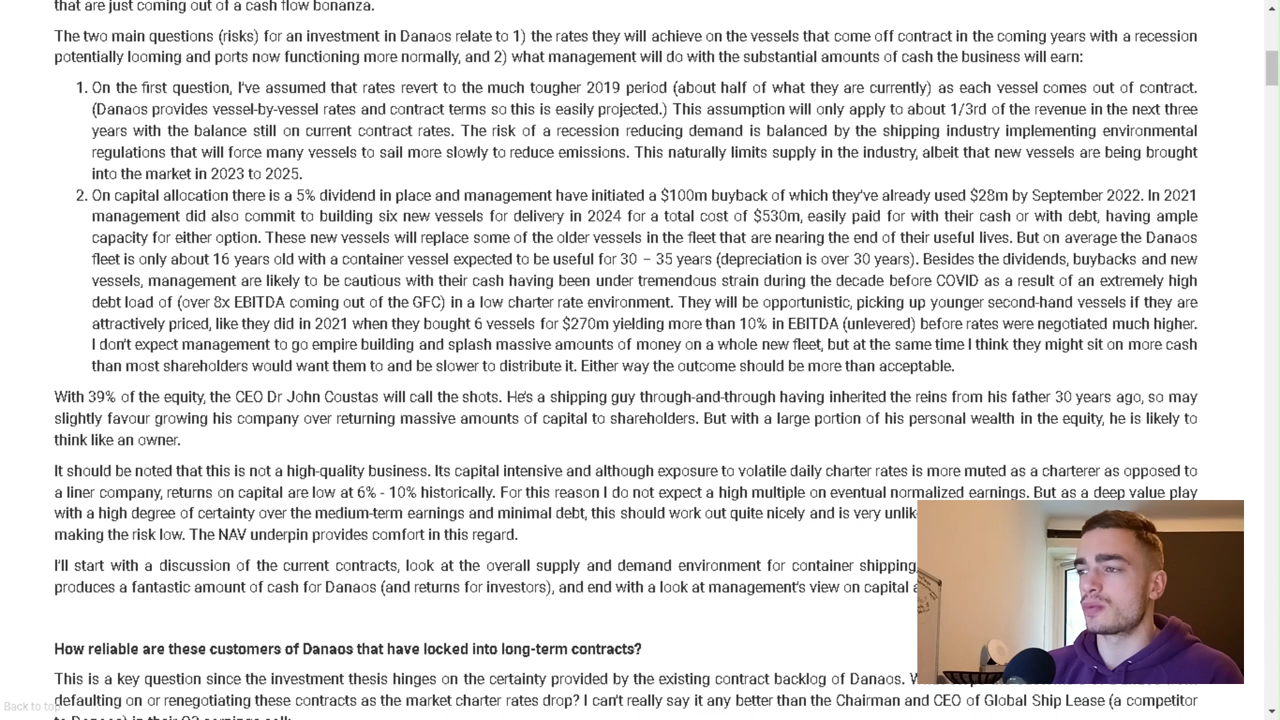 that are just coming out of a cash flow bonanza.
The two main questions (risks) for an investment in Danaos relate to 1) the rates they will achieve on the vessels that come off contract in the coming years with a recession
potentially looming and ports now functioning more normally, and 2) what management will do with the substantial amounts of cash the business will earn:
1. On the first question, I've assumed that rates revert to the much tougher 2019 period (about half of what they are currently) as each vessel comes out of contract.
(Danaos provides vessel-by-vessel rates and contract terms so this is easily projected.) This assumption will only apply to about 1/3rd of the revenue in the next three
years with the balance still on current contract rates. The risk of a recession reducing demand is balanced by the shipping industry implementing environmental
regulations that will force many vessels to sail more slowly to reduce emissions. This naturally limits supply in the industry, albeit that new vessels are being brought
into the market in 2023 to 2025.
2. On capital allocation there is a 5% dividend in place and management have initiated a $100m buyback of which they've already used $28m by September 2022. In 2021
management did also commit to building six new vessels for delivery in 2024 for a total cost of $530m, easily paid for with their cash or with debt, having ample
capacity for either option. These new vessels will replace some of the older vessels in the fleet that are nearing the end of their useful lives. But on average the Danaos
fleet is only about 16 years old with a container vessel expected to be useful for 30 – 35 years (depreciation is over 30 years). Besides the dividends, buybacks and new
vessels, management are likely to be cautious with their cash having been under tremendous strain during the decade before COVID as a result of an extremely high
debt load of (over 8x EBITDA coming out of the GFC) in a low charter rate environment. They will be opportunistic, picking up younger second-hand vessels if they are
attractively priced, like they did in 2021 when they bought 6 vessels for $270m yielding more than 10% in EBITDA (unlevered) before rates were negotiated much higher.
I don't expect management to go empire building and splash massive amounts of money on a whole new fleet, but at the same time I think they might sit on more cash
than most shareholders would want them to and be slower to distribute it. Either way the outcome should be more than acceptable.
With 39% of the equity, the CEO Dr John Coustas will call the shots. He's a shipping guy through-and-through having inherited the reins from his father 30 years ago, so may
slightly favour growing his company over returning massive amounts of capital to shareholders. But with a large portion of his personal wealth in the equity, he is likely to
think like an owner.
It should be noted that this is not a high-quality business. Its capital intensive and although exposure to volatile daily charter rates is more muted as a charterer as opposed to
a liner company, returns on capital are low at 6% - 10% historically. For this reason I do not expect a high multiple on eventual normalized earnings. But as a deep value play
with a high degree of certainty over the medium-term earnings and minimal debt, this should work out quite nicely and is very unlik
making the risk low. The NAV underpin provides comfort in this regard.
I'll start with a discussion of the current contracts, look at the overall supply and demand environment for container shipping,
produces a fantastic amount of cash for Danaos (and returns for investors), and end with a look at management's view on capital
How reliable are these customers of Danaos that have locked into long-term contracts?
This is a key question since the investment thesis hinges on the certainty provided by the existing contract backlog of Danaos.
defaulting on or renegotiating these contracts as the market charter rates drop? I can't really say it any better than the Chairman and CEO of Global Ship Lease (a competitor
Back to top